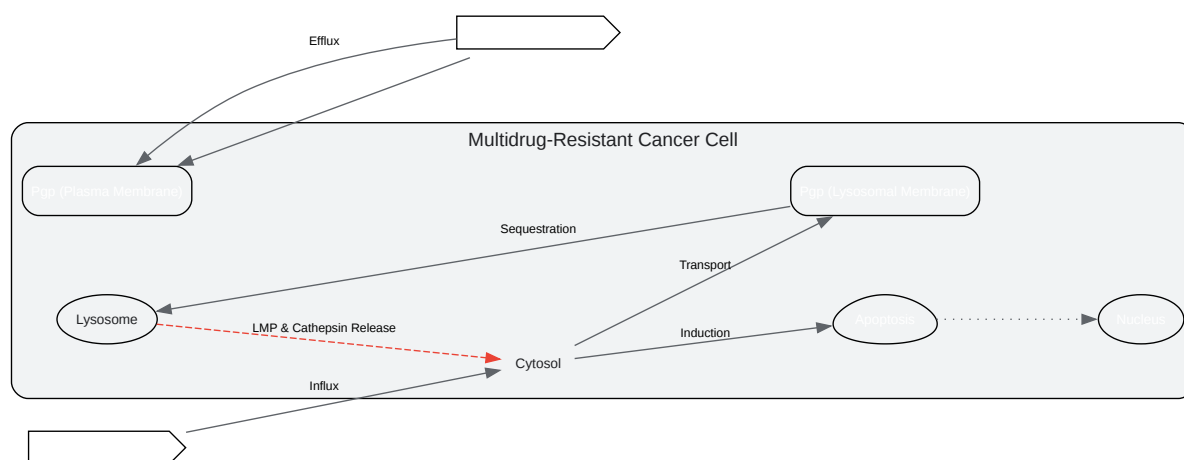 Efflux
Multidrug-Resistant Cancer Cell
Pgp (Plasma Membrane)
Pgp (Lysosomal Membrane)
Sequestration
Transport
Lysosome
LMP & Cathepsin Release
Cytosol
Induction
Apoptosis
Nucleus
Influx